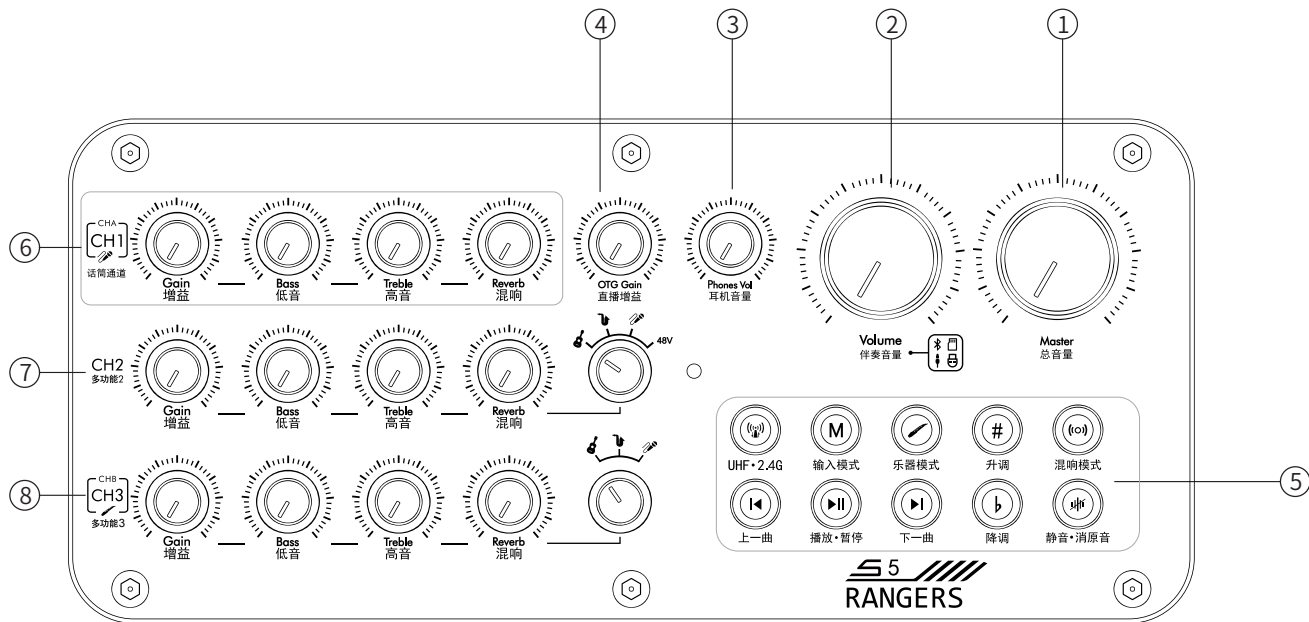 ④
③
②
①
⑥
CHA
CH1
话筒通道
Gain
增益
Bass
低音
Treble
高音
Reverb
混响
OTG Gain
直播增益
Phones Vol
耳机音量
Volume
伴奏音量
Master
总音量
⑦
CH2
多功能2
Gain
增益
Bass
低音
Treble
高音
Reverb
混响
48V
M
#
UHF•2.4G
输入模式
乐器模式
升调
混响模式
⑤
⑧
CHB
CH3
多功能3
Gain
增益
Bass
低音
Treble
高音
Reverb
混响
上一曲
播放•暂停
下一曲
降调
静音•消原音
S5
RANGERS